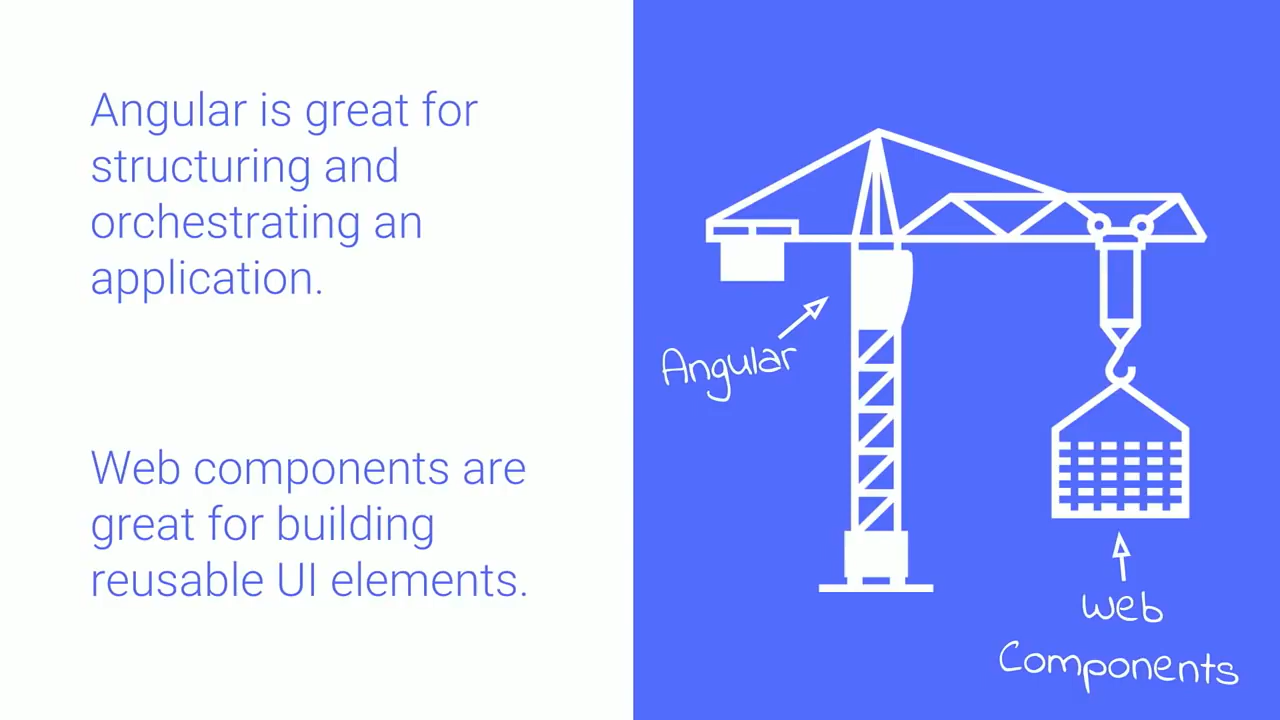 Angular is great for
structuring and
orchestrating an
application.
Web components are
great for building
reusable UI elements.
Angular
Web
Components